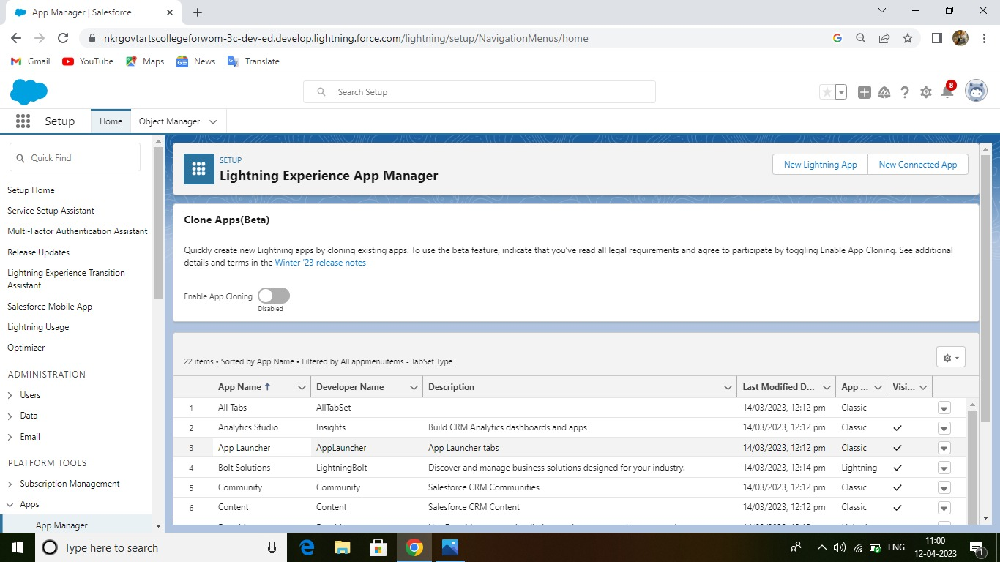 App Manager | Salesforce
nkrgovtartscollegeforwom-3c-dev-ed.develop.lightning.force.com/lightning/setup/NavigationMenus/home
Gmail YouTube Maps News Translate
Search Setup
8
Setup Home Object Manager
Quick Find
Setup Home
Service Setup Assistant
Multi-Factor Authentication Assistant
Release Updates
Lightning Experience Transition
Assistant
Salesforce Mobile App
Lightning Usage
Optimizer
ADMINISTRATION
Users
Data
Email
PLATFORM TOOLS
Subscription Management
Apps
App Manager
SETUP
Lightning Experience App Manager
New Lightning App New Connected App
Clone Apps(Beta)
Quickly create new Lightning apps by cloning existing apps. To use the beta feature, indicate that you've read all legal requirements and agree to participate by toggling Enable App Cloning. See additional
details and terms in the Winter '23 release notes
Enable App Cloning
Disabled
22 items • Sorted by App Name • Filtered by All appmenuitems - TabSet Type
App Name Developer Name Description Last Modified D... App ... Visi...
1 All Tabs AllTabSet 14/03/2023, 12:12 pm Classic
2 Analytics Studio Insights Build CRM Analytics dashboards and apps 14/03/2023, 12:12 pm Classic
3 App Launcher AppLauncher App Launcher tabs 14/03/2023, 12:12 pm Classic
4 Bolt Solutions LightningBolt Discover and manage business solutions designed for your industry. 14/03/2023, 12:14 pm Lightning
5 Community Community Salesforce CRM Communities 14/03/2023, 12:12 pm Classic
6 Content Content Salesforce CRM Content 14/03/2023, 12:12 pm Classic
Type here to search
ENG
11:00
12-04-2023
1